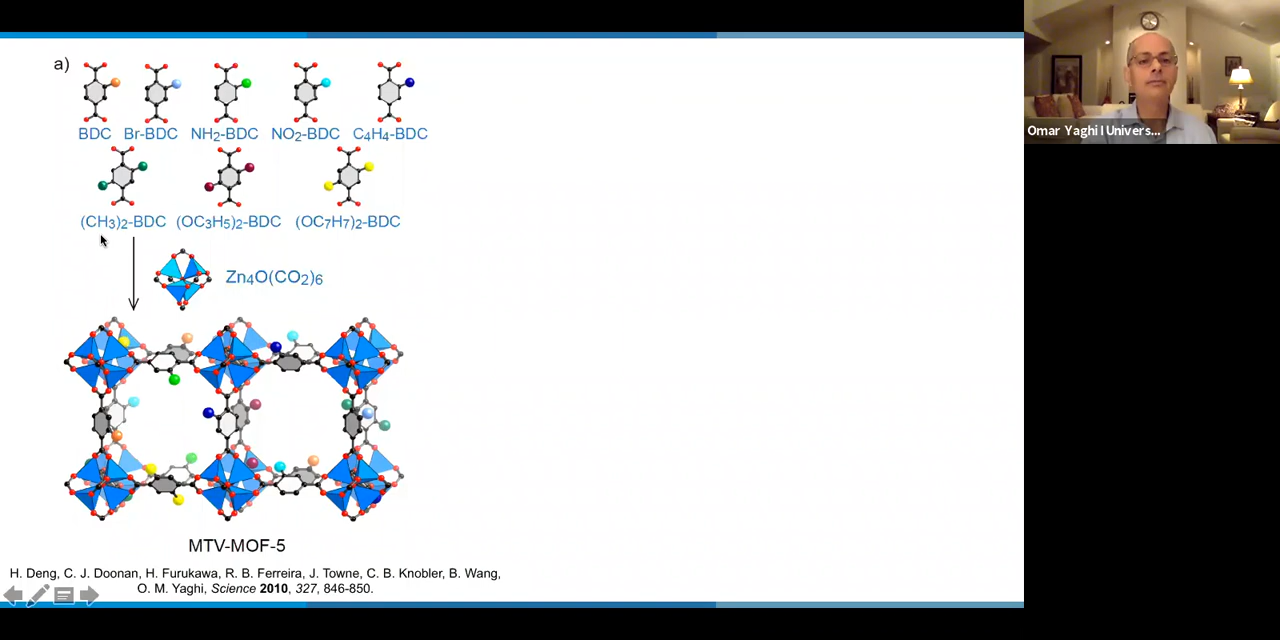 a)
BDC Br-BDC NH2-BDC NO2-BDC C4H4-BDC
(CH3)2-BDC (OC3H5)2-BDC (OC7H7)2-BDC
Zn4O(CO2)6
MTV-MOF-5
H. Deng, C. J. Doonan, H. Furukawa, R. B. Ferreira, J. Towne, C. B. Knobler, B. Wang,
O. M. Yaghi, Science 2010, 327, 846-850.
Omar Yaghi I Univers...